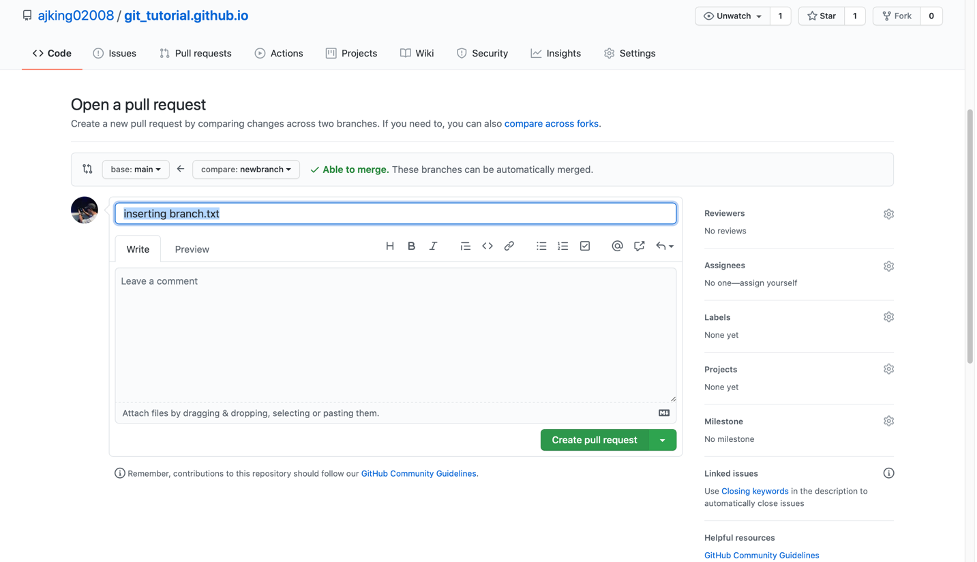 ajking02008 / git_tutorial.github.io
Unwatch 1 Star 1 Fork 0
Code Issues Pull requests Actions Projects Wiki Security Insights Settings
Open a pull request
Create a new pull request by comparing changes across two branches. If you need to, you can also compare across forks.
base: main compare: newbranch Able to merge. These branches can be automatically merged.
inserting branch.txt
Write Preview
Leave a comment
Attach files by dragging & dropping, selecting or pasting them.
Create pull request
Remember, contributions to this repository should follow our GitHub Community Guidelines.
Reviewers
No reviews
Assignees
No one—assign yourself
Labels
None yet
Projects
None yet
Milestone
No milestone
Linked issues
Use Closing keywords in the description to
automatically close issues
Helpful resources
GitHub Community Guidelines